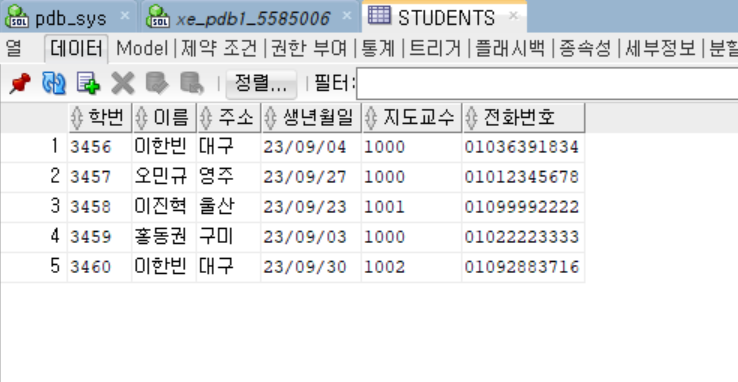 pdb_sys xe_pdb1_5585006 STUDENTS
열 데이터 Model 제약 조건 권한 부여 통계 트리거 플래시백 종속성 세부정보 분할
정렬... 필터:
학번 이름 주소 생년월일 지도교수 전화번호
1 3456 이한빈 대구 23/09/04 1000 01036391834
2 3457 오민규 영주 23/09/27 1000 01012345678
3 3458 이진혁 울산 23/09/23 1001 01099992222
4 3459 홍동권 구미 23/09/03 1000 01022223333
5 3460 이한빈 대구 23/09/30 1002 01092883716